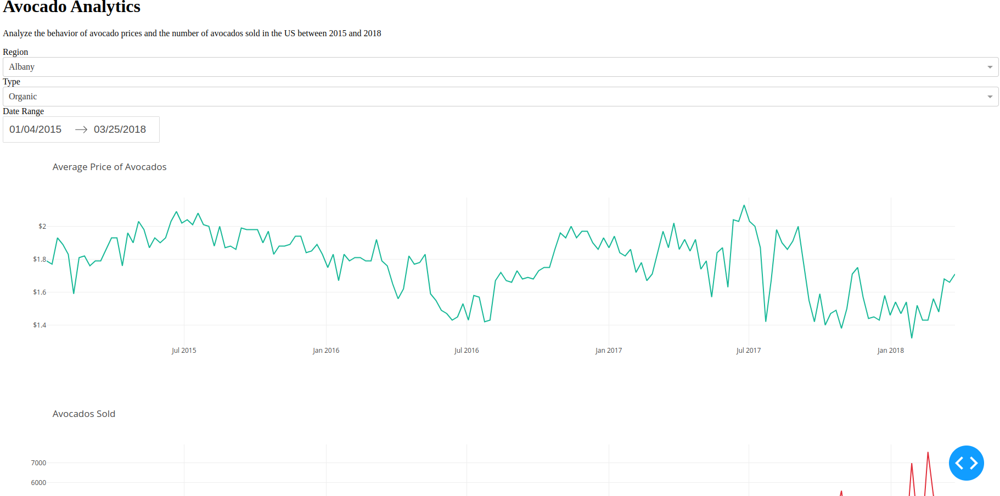 Avocado Analytics
Analyze the behavior of avocado prices and the number of avocados sold in the US between 2015 and 2018
Region
Albany
Type
Organic
Date Range
01/04/2015 → 03/25/2018
Average Price of Avocados
$2
$1.8
$1.6
$1.4
Jul 2015 Jan 2016 Jul 2016 Jan 2017 Jul 2017 Jan 2018
Avocados Sold
7000
6000